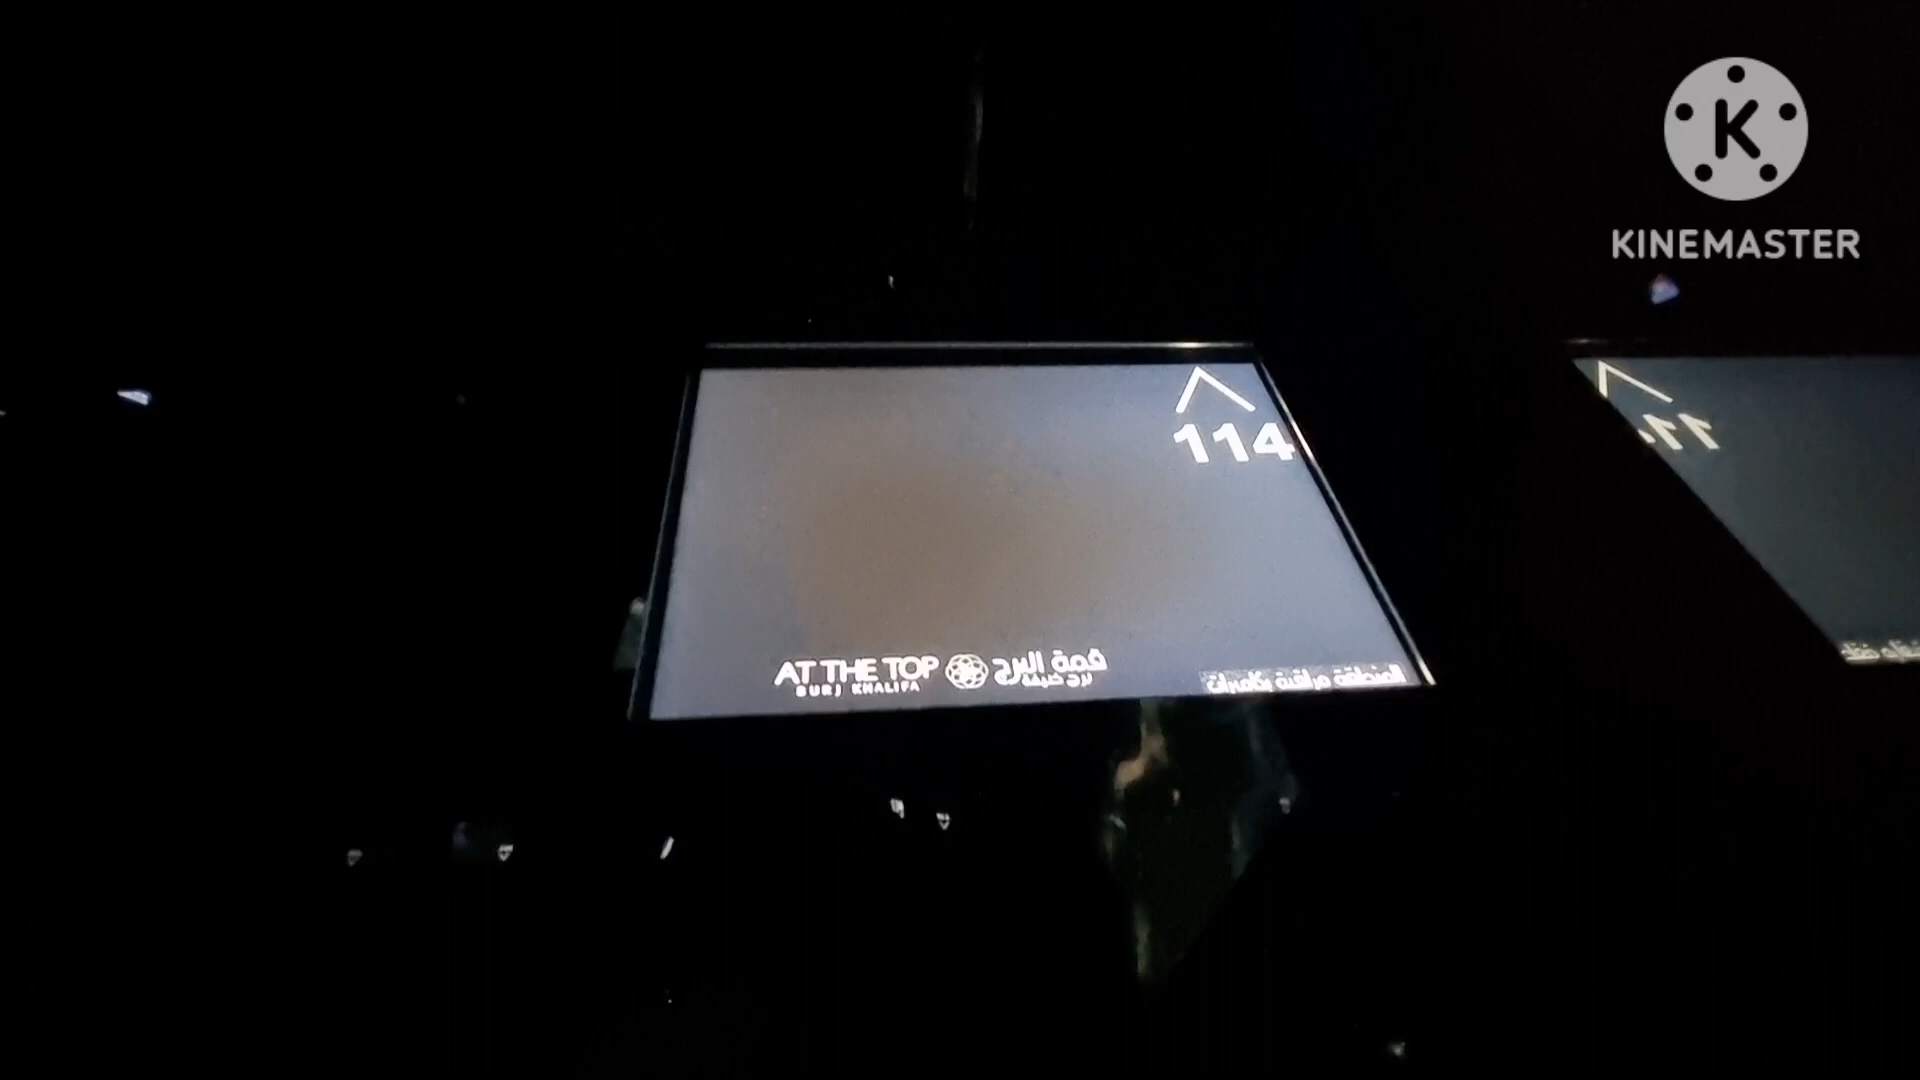 KINEMASTER
114
AT THE TOP قمة البرج
BURJ KHALIFA برج خليفة
المنطقة مراقبة بكاميرات